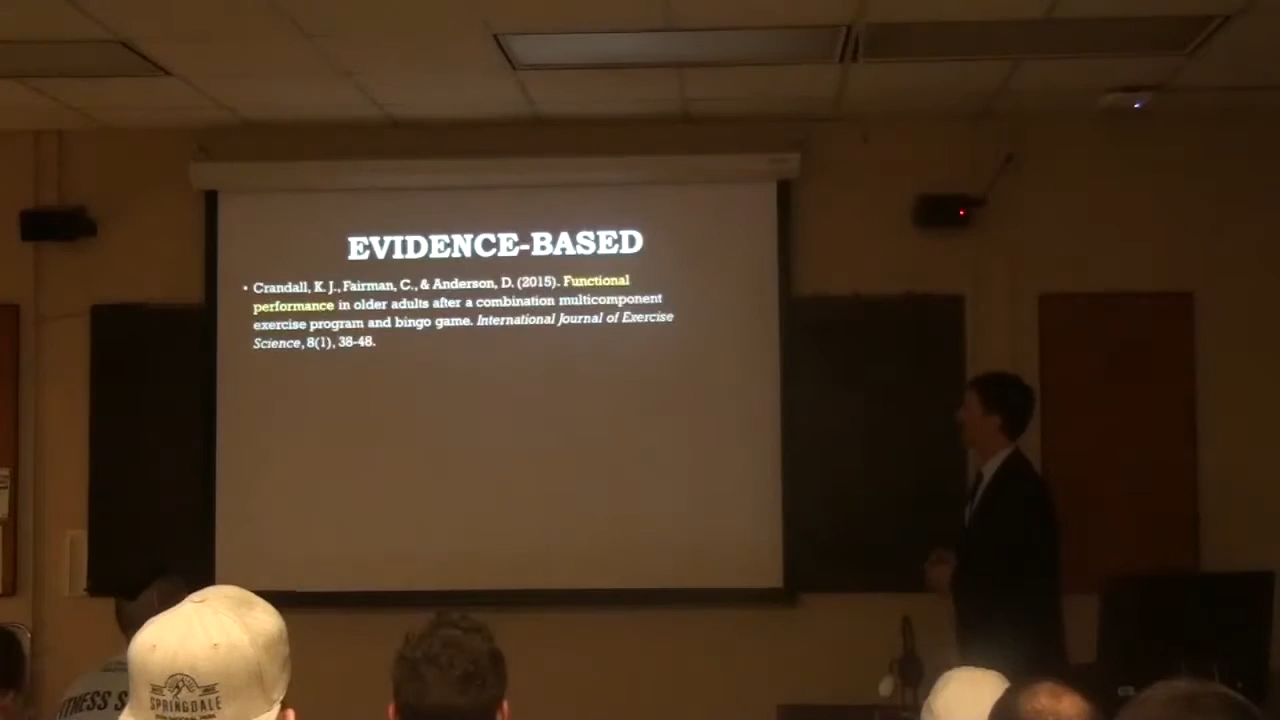 EVIDENCE-BASED
• Crandall, K. J., Fairman, C., & Anderson, D. (2015). Functional
performance in older adults after a combination multicomponent
exercise program and bingo game. International Journal of Exercise
Science, 8(1), 38-48.
SPRINGDALE